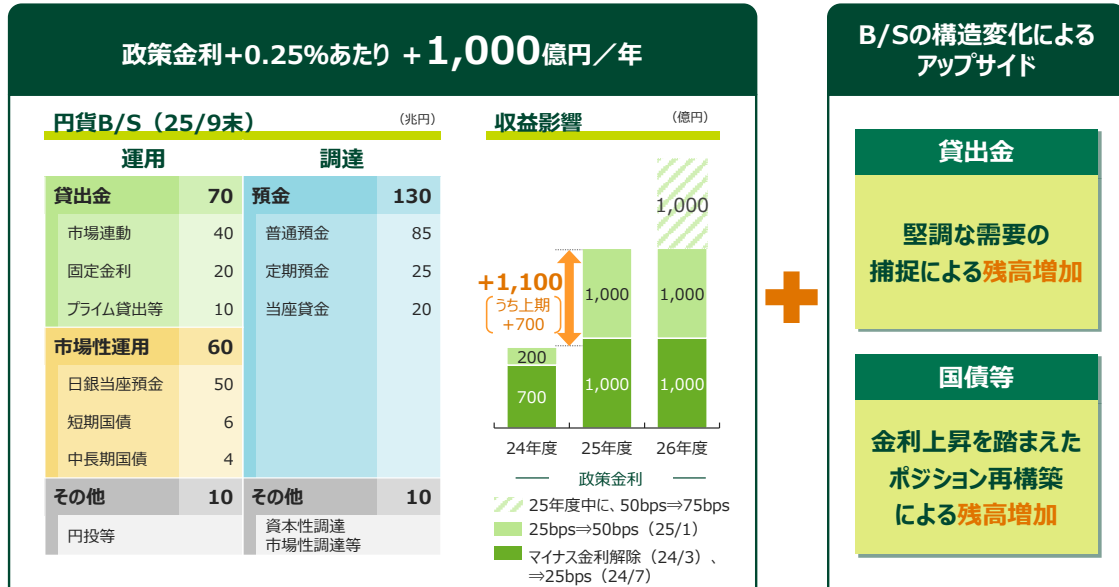 政策金利+0.25%あたり +1,000億円／年
円貨B/S（25/9末）
（兆円）
運用
調達
貸出金 70
市場連動 40
固定金利 20
プライム貸出等 10
市場性運用 60
日銀当座預金 50
短期国債 6
中長期国債 4
その他 10
円投等
預金 130
普通預金 85
定期預金 25
当座貸金 20
その他 10
資本性調達
市場性調達等
収益影響
（億円）
1,000
+1,100
うち上期
+700
1,000
1,000
200
700
1,000
1,000
24年度
25年度
26年度
政策金利
25年度中に、50bps⇒75bps
25bps⇒50bps（25/1）
マイナス金利解除（24/3）、
⇒25bps（24/7）
B/Sの構造変化による
アップサイド
貸出金
堅調な需要の
捕捉による残高増加
国債等
金利上昇を踏まえた
ポジション再構築
による残高増加